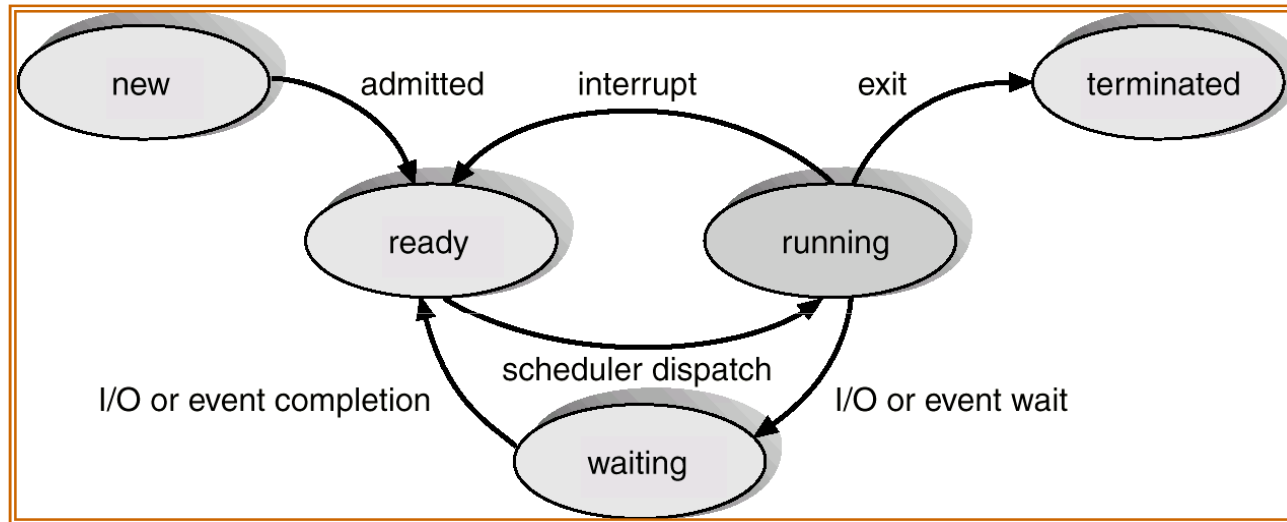 new
admitted
interrupt
exit
terminated
ready
running
scheduler dispatch
I/O or event completion
I/O or event wait
waiting